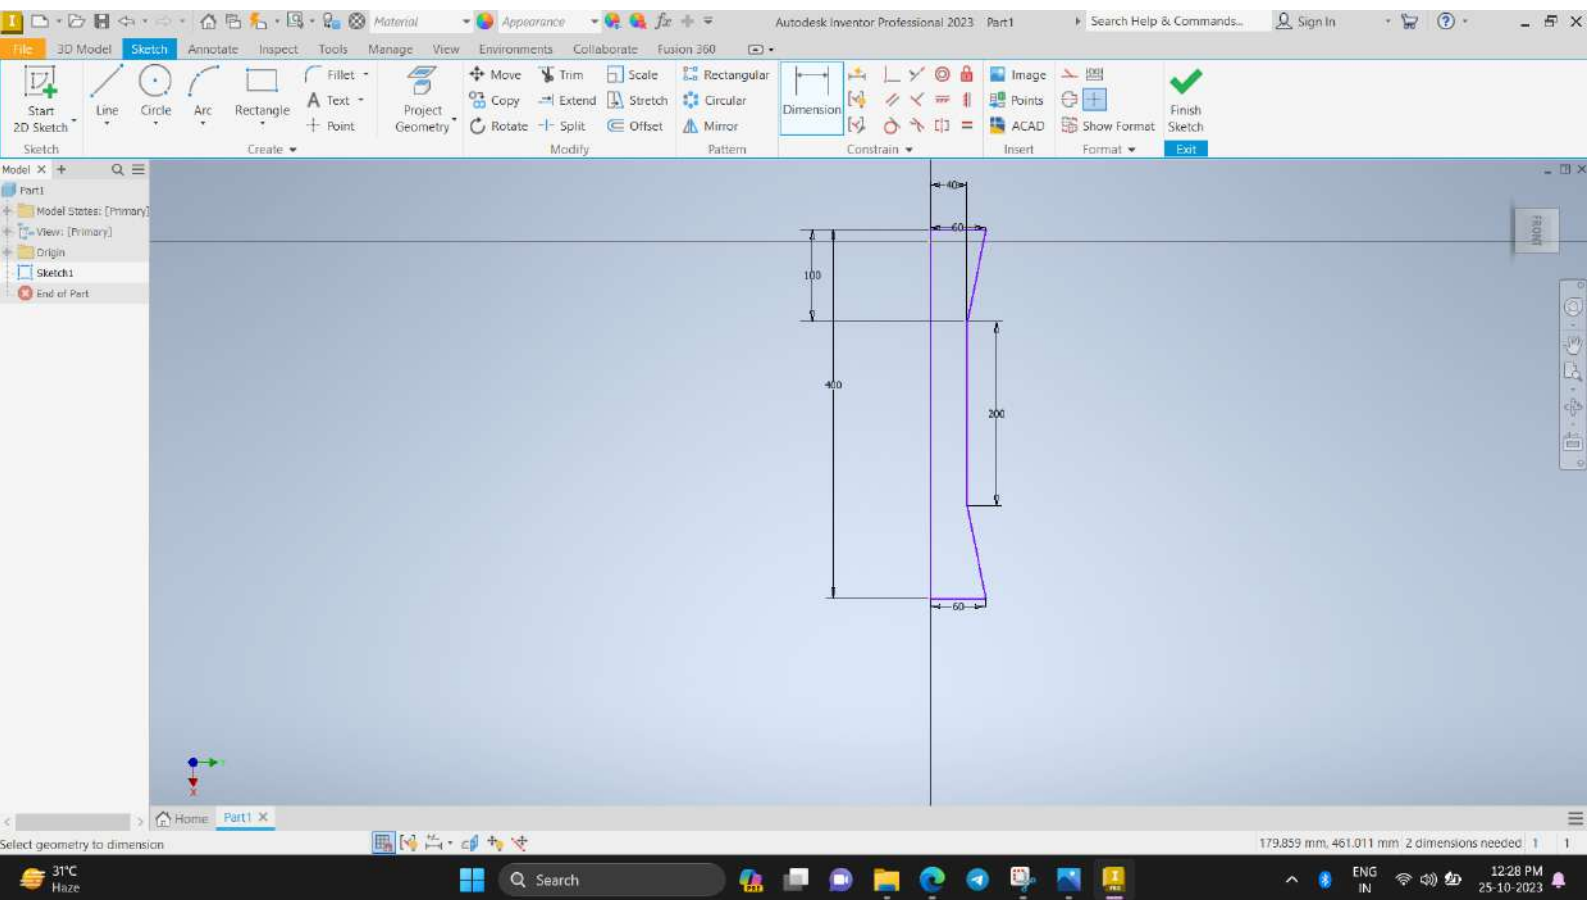 Material Appearance fx Autodesk Inventor Professional 2023 Part1 Search Help & Commands... Sign In
File 3D Model Sketch Annotate Inspect Tools Manage View Environments Collaborate Fusion 360
Fillet Move Trim Scale Rectangular Image
Start 2D Sketch Line Circle Arc Rectangle Text Project Geometry Copy Extend Stretch Circular Dimension Points Finish Sketch
Point Rotate Split Offset Mirror ACAD Show Format
Sketch Create Modify Pattern Constrain Insert Format Exit
Model
Part1
Model States: [Primary]
View: [Primary]
Origin
Sketch1
End of Part
FRONT
40
60
100
400
200
60
X
Home Part1
Select geometry to dimension 179.859 mm, 461.011 mm 2 dimensions needed 1 1
31°C
Haze
Search
ENG
IN
12:28 PM
25-10-2023